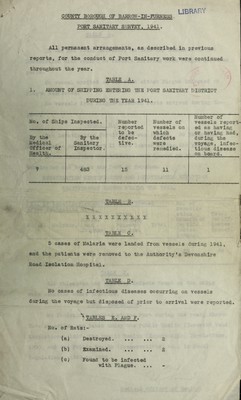 LIBRARY
COUNTY BOROUGH OF BARROW-IN-FURNESS
PORT SANITARY SURVEY, 1941.
All permanent arrangements, as described in previous
reports, for the conduct of Port Sanitary work were continued
throughout the year.
TABLE A.
1. AMOUNT OF SHIPPING ENTERING THE PORT SANITARY DISTRICT
DURING THE YEAR 1941.
No. of Ships Inspected.
By the Medical Officer of Health.
By the Sanitary Inspector.
Number reported to be defective.
Number of vessels on which defects were remedied.
Number of vessels reported as having or as having had, during the voyage, infectious disease on board.
7 15 11 1
TABLE B.
X X X X X X X X X
TABLE C.
5 cases of Malaria were landed from vessels during 1941,
and the patients were removed to the Authority's Devonshire
Road Isolation Hospital.
TABLE D.
No cases of infectious diseases occurring on vessels
during the voyage but disposed of prior to arrival were reported.
TABLES E. AND F.
No. of Rats:-
(a) Destroyed. ... ...
(b) Examined. ... ...
(c) Found to be infected
with Plague. ... -